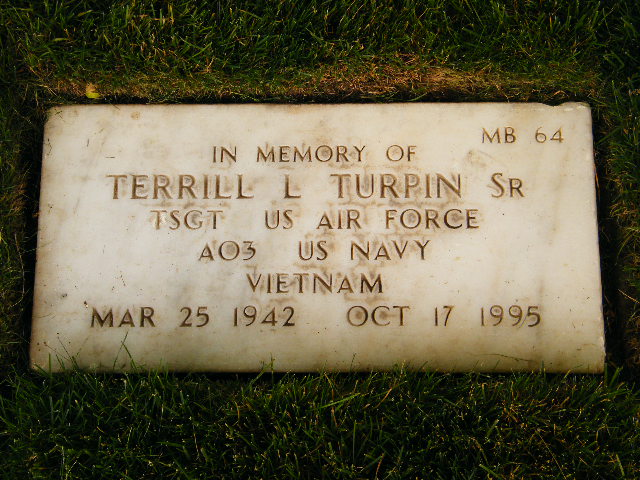 MB 64
IN MEMORY OF
TERRILL L TURPIN SR
TSGT US AIR FORCE
AO3 US NAVY
VIETNAM
MAR 25 1942 OCT 17 1995